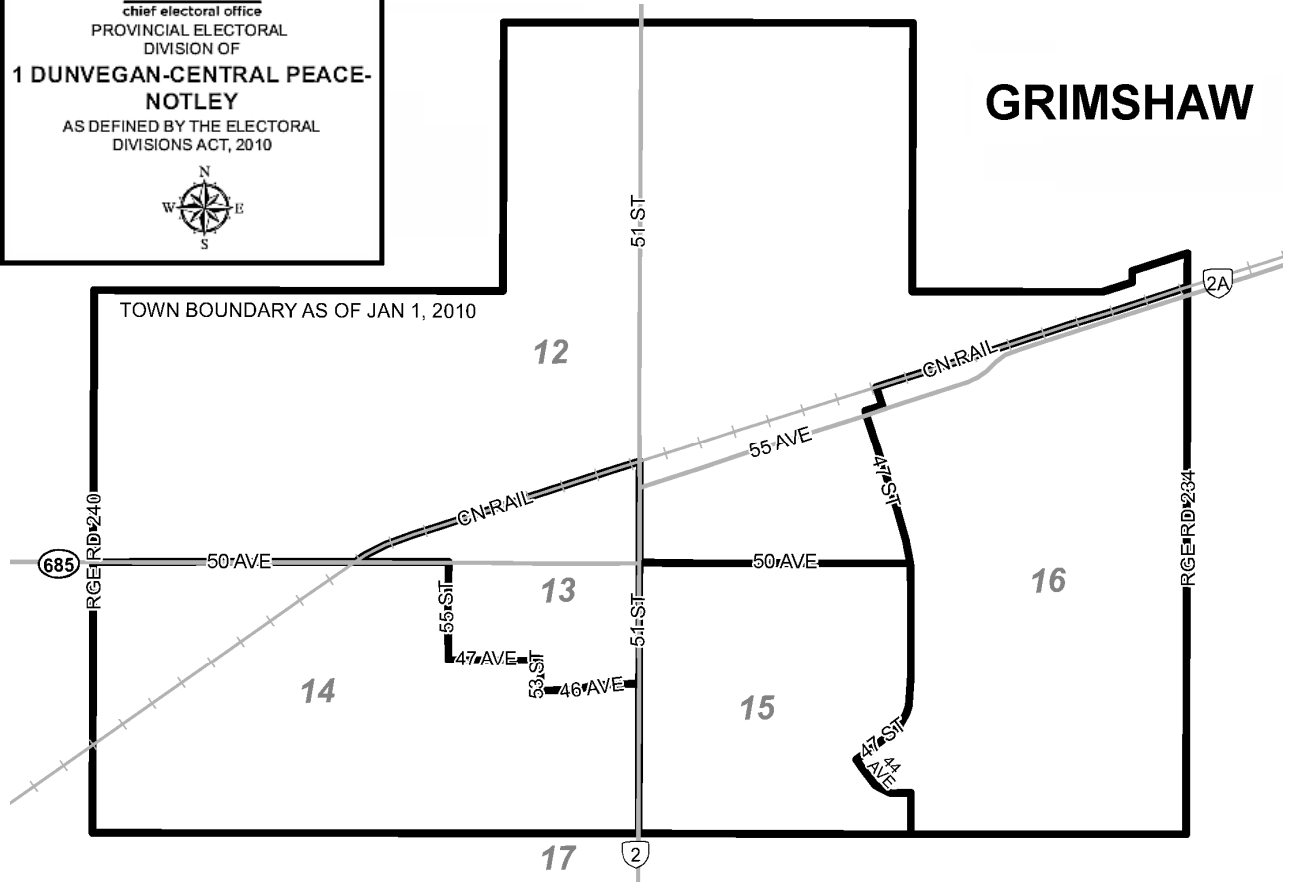 chief electoral office
PROVINCIAL ELECTORAL
DIVISION OF
1 DUNVEGAN-CENTRAL PEACE-
NOTLEY
AS DEFINED BY THE ELECTORAL
DIVISIONS ACT, 2010
N
W E
S
GRIMSHAW
51 ST
TOWN BOUNDARY AS OF JAN 1, 2010
2A
12
CN RAIL
55 AVE
47 ST
CN RAIL
RGE RD 240
RGE RD 234
685
50 AVE
50 AVE
13
16
55 ST
51 ST
47 AVE
53 ST
46 AVE
14
15
47 ST
44
AVE
17
2